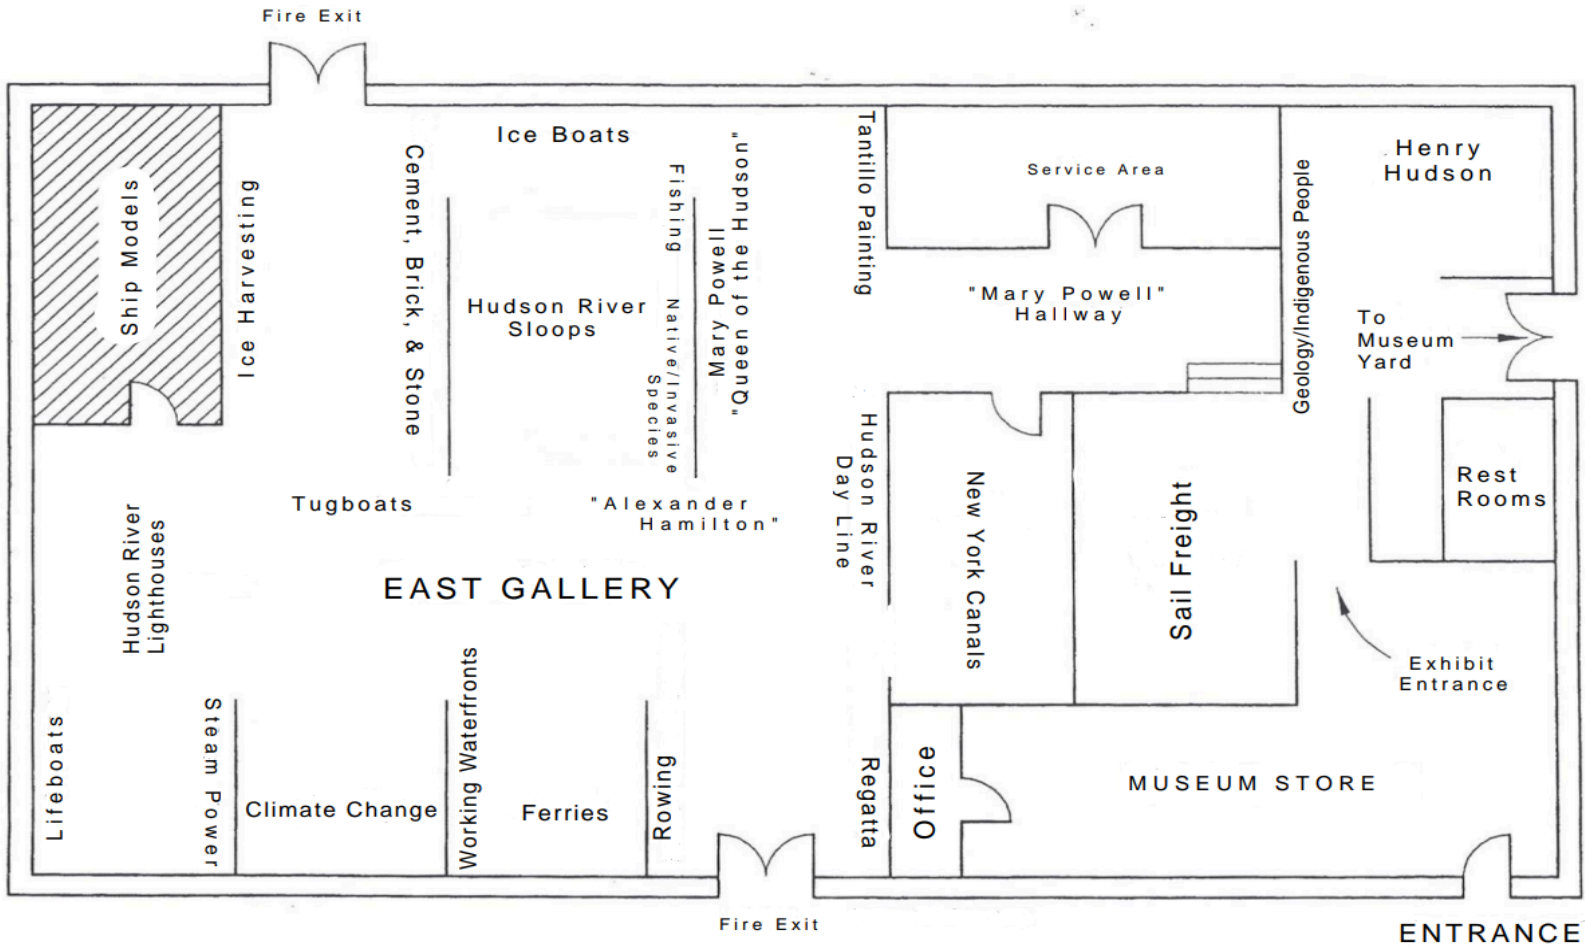 Fire Exit
Ice Boats
Service Area
Henry
Hudson
Ship Models
Ice Harvesting
Cement, Brick, & Stone
Hudson River
Sloops
Fishing
Native/Invasive
Species
Mary Powell
"Queen of the Hudson"
Tantillo Painting
"Mary Powell"
Hallway
Geology/Indigenous People
To
Museum
Yard
Tugboats
"Alexander
Hamilton"
Hudson River
Day Line
New York Canals
Sail Freight
Rest
Rooms
Hudson River
Lighthouses
EAST GALLERY
Exhibit
Entrance
Lifeboats
Steam Power
Climate Change
Working Waterfronts
Ferries
Rowing
Regatta
Office
MUSEUM STORE
Fire Exit
ENTRANCE